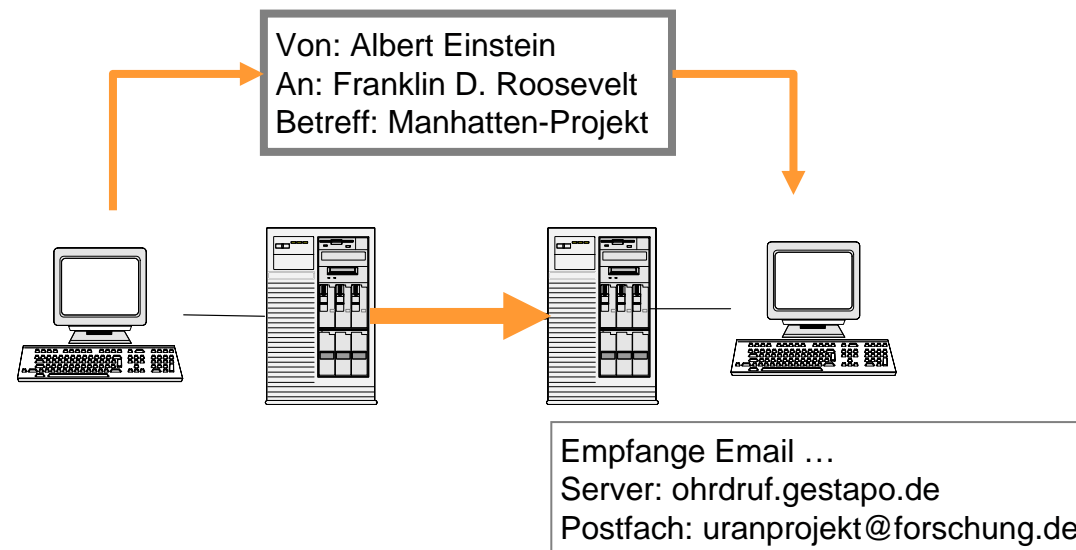 Von: Albert Einstein
An: Franklin D. Roosevelt
Betreff: Manhatten-Projekt
Empfange Email …
Server: ohrdruf.gestapo.de
Postfach: uranprojekt@forschung.de